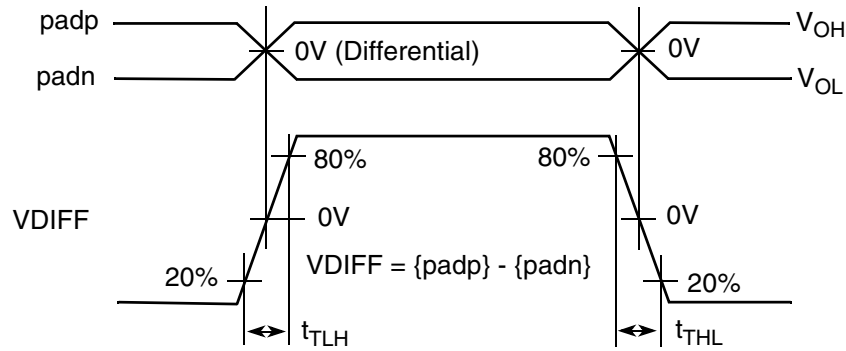 padp
V_OH
0V (Differential)
0V
padn
V_OL
80%
80%
VDIFF
0V
0V
VDIFF = {padp} - {padn}
20%
20%
t_TLH
t_THL